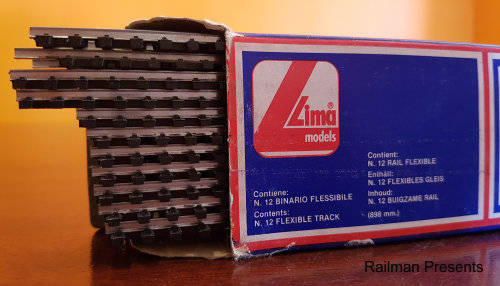 Lima®
models
Contiene:
N. 12 BINARIO FLESSIBILE
Contents:
N. 12 FLEXIBLE TRACK
Contient:
N. 12 RAIL FLEXIBLE
Enthält:
N. 12 FLEXIBLES GLEIS
Inhoud:
N. 12 BUIGZAME RAIL
(898 mm.)
Railman Presents